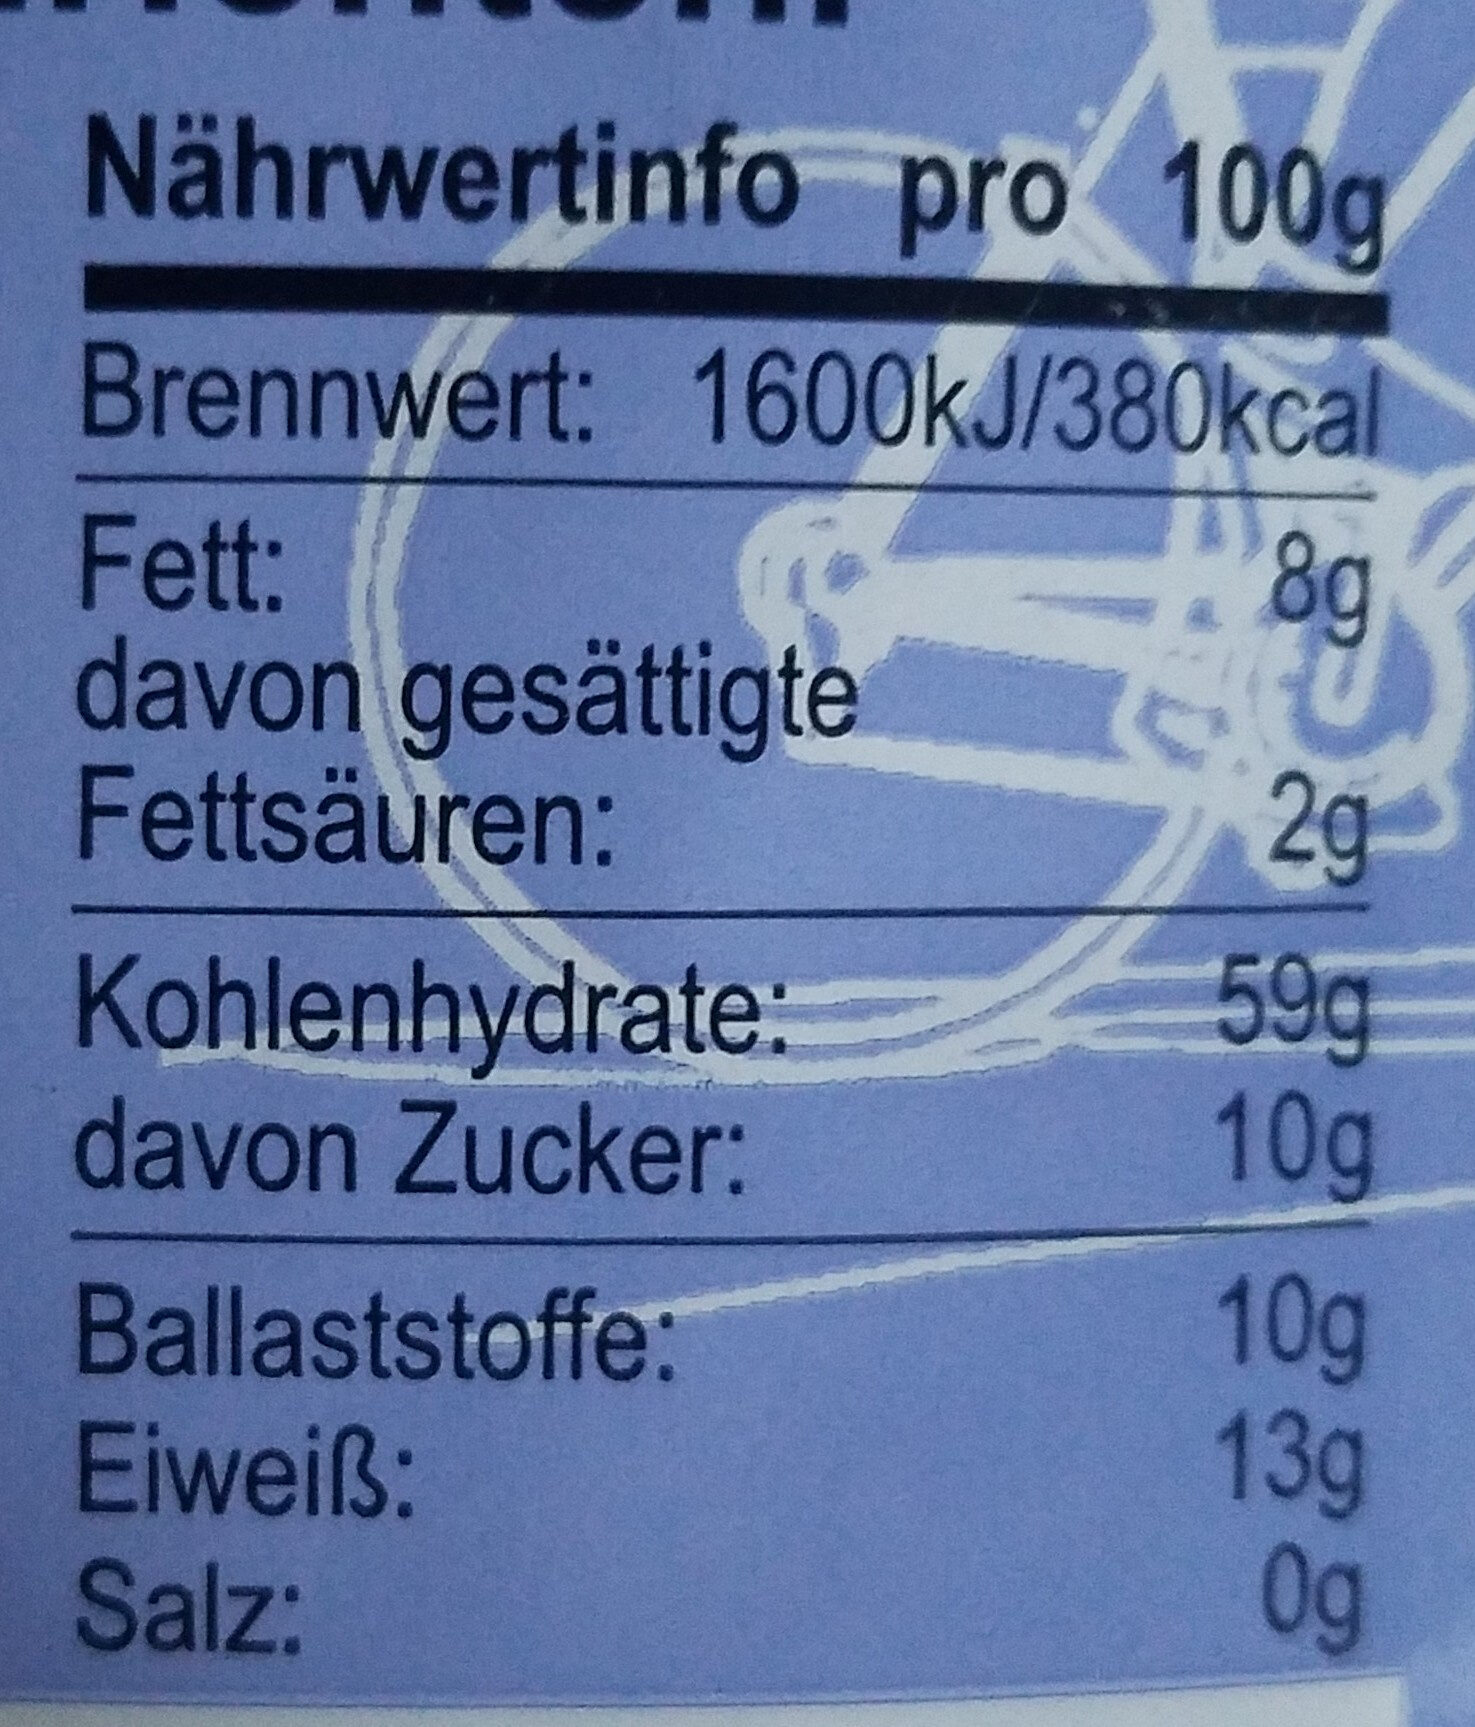 Nährwertinfo pro 100g
Brennwert: 1600kJ/380kcal
Fett: 8g
davon gesättigte
Fettsäuren: 2g
Kohlenhydrate: 59g
davon Zucker: 10g
Ballaststoffe: 10g
Eiweiß: 13g
Salz: 0g